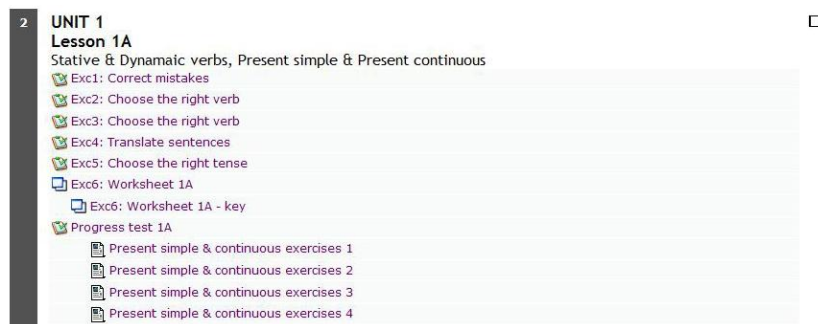 2
UNIT 1
Lesson 1A
Stative & Dynamaic verbs, Present simple & Present continuous
Exc1: Correct mistakes
Exc2: Choose the right verb
Exc3: Choose the right verb
Exc4: Translate sentences
Exc5: Choose the right tense
Exc6: Worksheet 1A
Exc6: Worksheet 1A - key
Progress test 1A
Present simple & continuous exercises 1
Present simple & continuous exercises 2
Present simple & continuous exercises 3
Present simple & continuous exercises 4